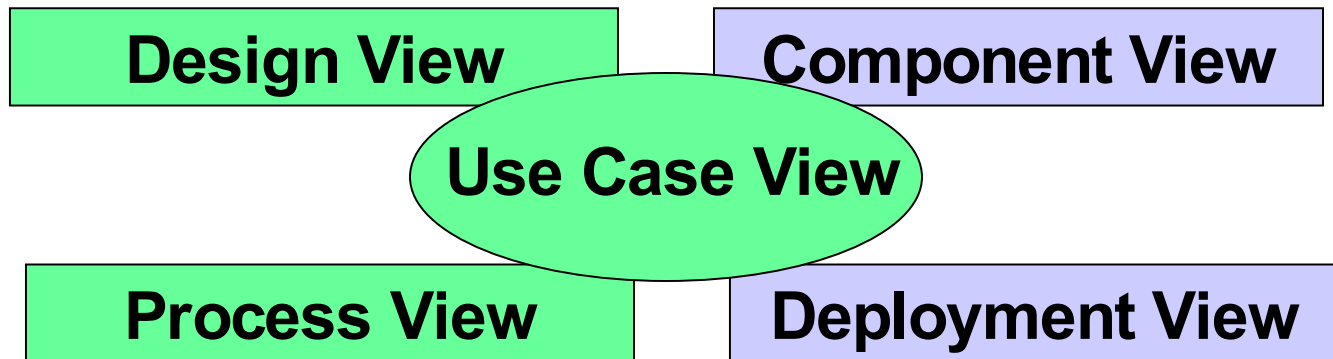 Design View
Component View
Use Case View
Process View
Deployment View